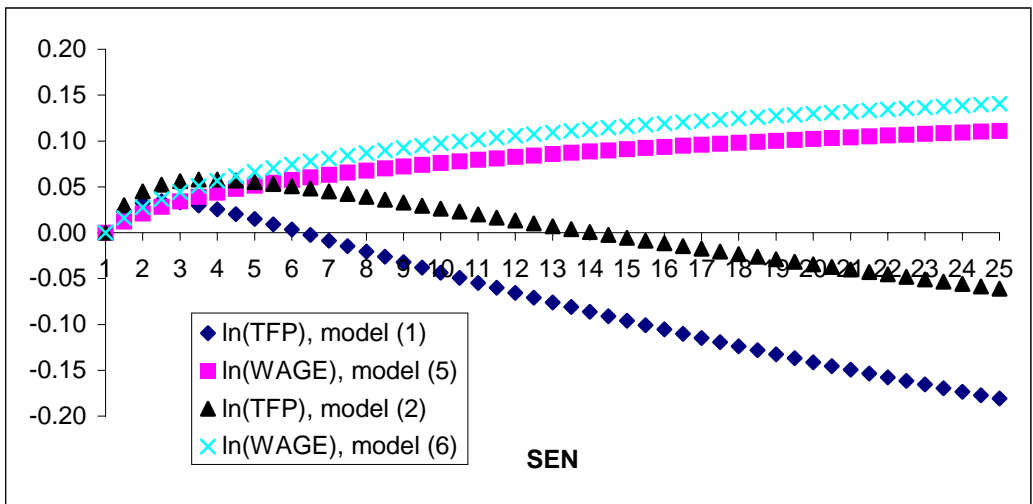 0.20
0.15
0.10
0.05
0.00
-0.05
-0.10
-0.15
-0.20
1 2 3 4 5 6 7 8 9 10 11 12 13 14 15 16 17 18 19 20 21 22 23 24 25
ln(TFP), model (1)
ln(WAGE), model (5)
ln(TFP), model (2)
ln(WAGE), model (6)
SEN